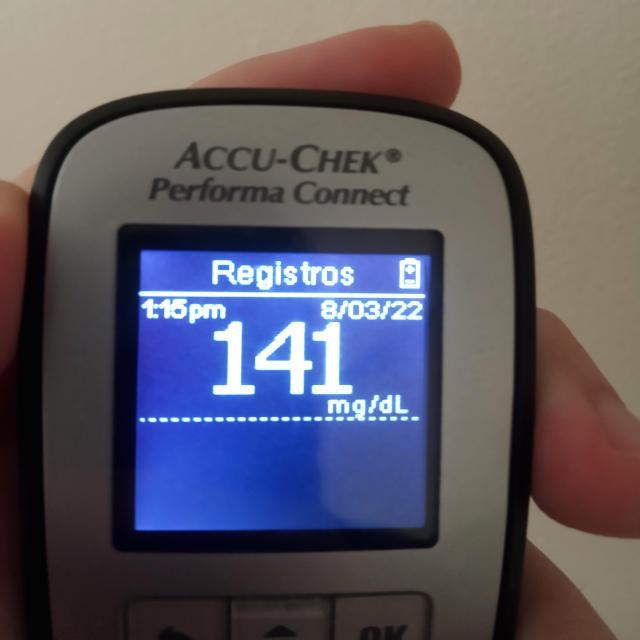 ACCU-CHEK®
Performa Connect
Registros
1:15pm 8/03/22
141
mg/dL
OK